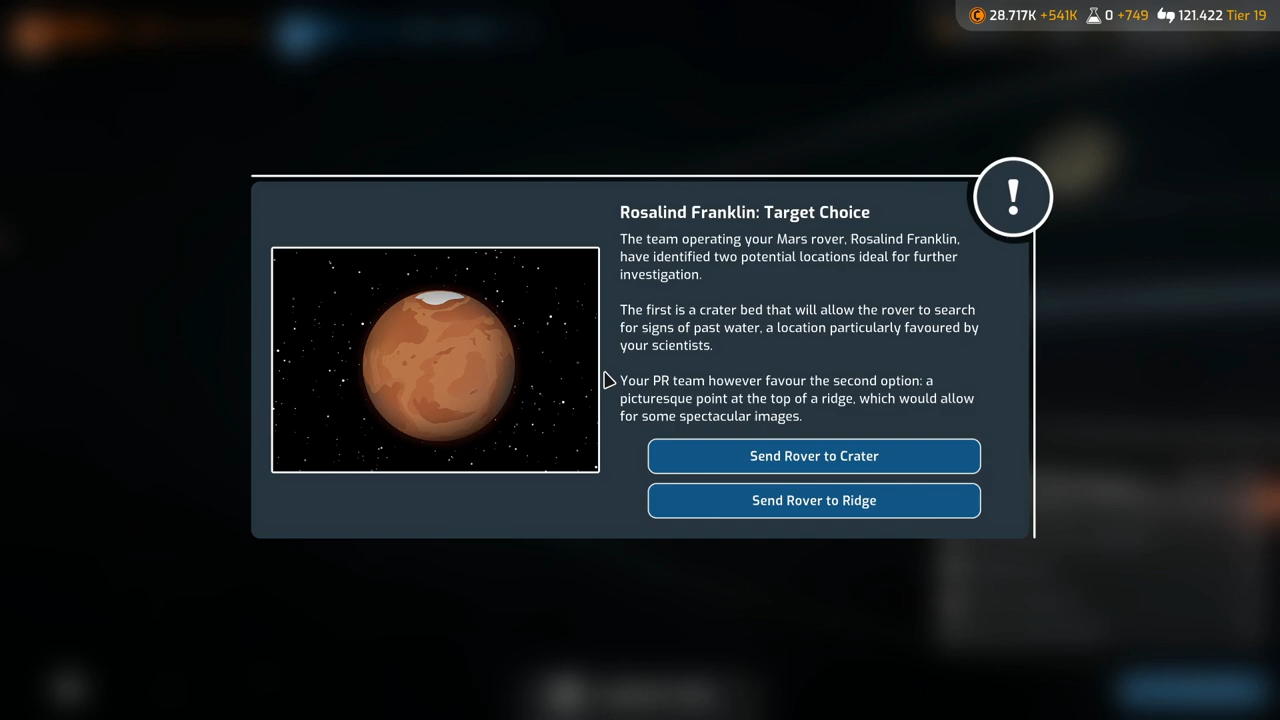 28.717K +541K 0 +749 121.422 Tier 19
!
Rosalind Franklin: Target Choice
The team operating your Mars rover, Rosalind Franklin,
have identified two potential locations ideal for further
investigation.
The first is a crater bed that will allow the rover to search
for signs of past water, a location particularly favoured by
your scientists.
Your PR team however favour the second option: a
picturesque point at the top of a ridge, which would allow
for some spectacular images.
Send Rover to Crater
Send Rover to Ridge